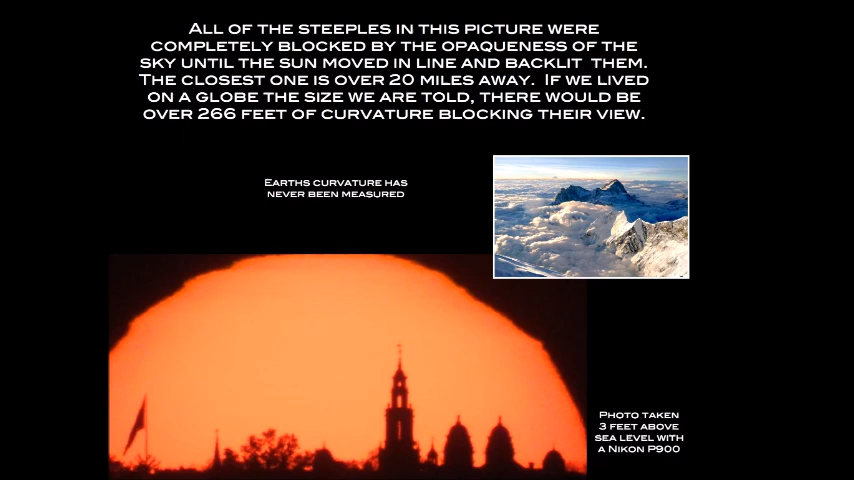 All of the steeples in this picture were
completely blocked by the opaqueness of the
sky until the sun moved in line and backlit them.
The closest one is over 20 miles away. If we lived
on a globe the size we are told, there would be
over 266 feet of curvature blocking their view.
Earths curvature has
never been measured
Photo taken
3 feet above
sea level with
a Nikon P900